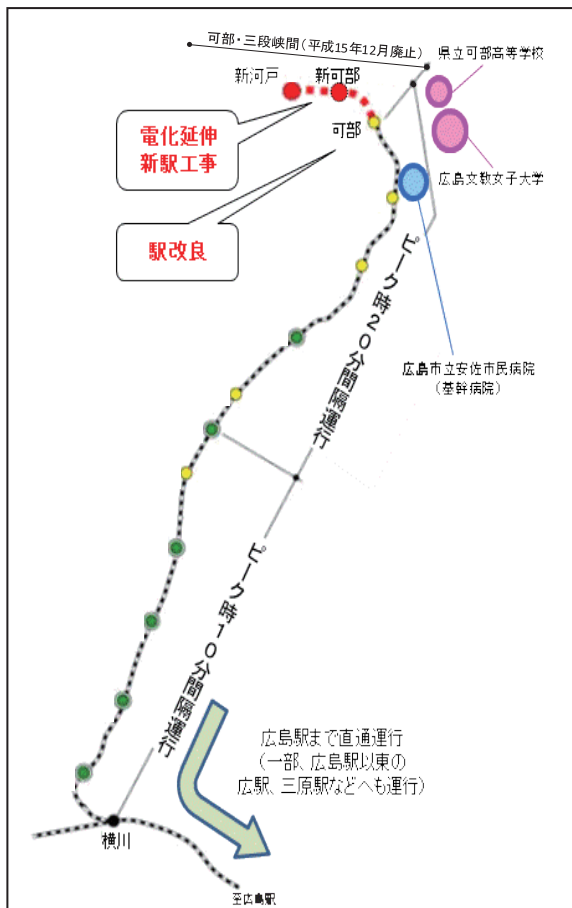 可部・三段峡間（平成15年12月廃止）
県立可部高等学校
新河戸
新可部
可部
電化延伸
新駅工事
広島文教女子大学
駅改良
ピーク時20分間隔運行
広島市立安佐市民病院
（基幹病院）
ピーク時10分間隔運行
広島駅まで直通運行
（一部、広島駅以東の
広駅、三原駅などへも運行）
横川
至広島駅